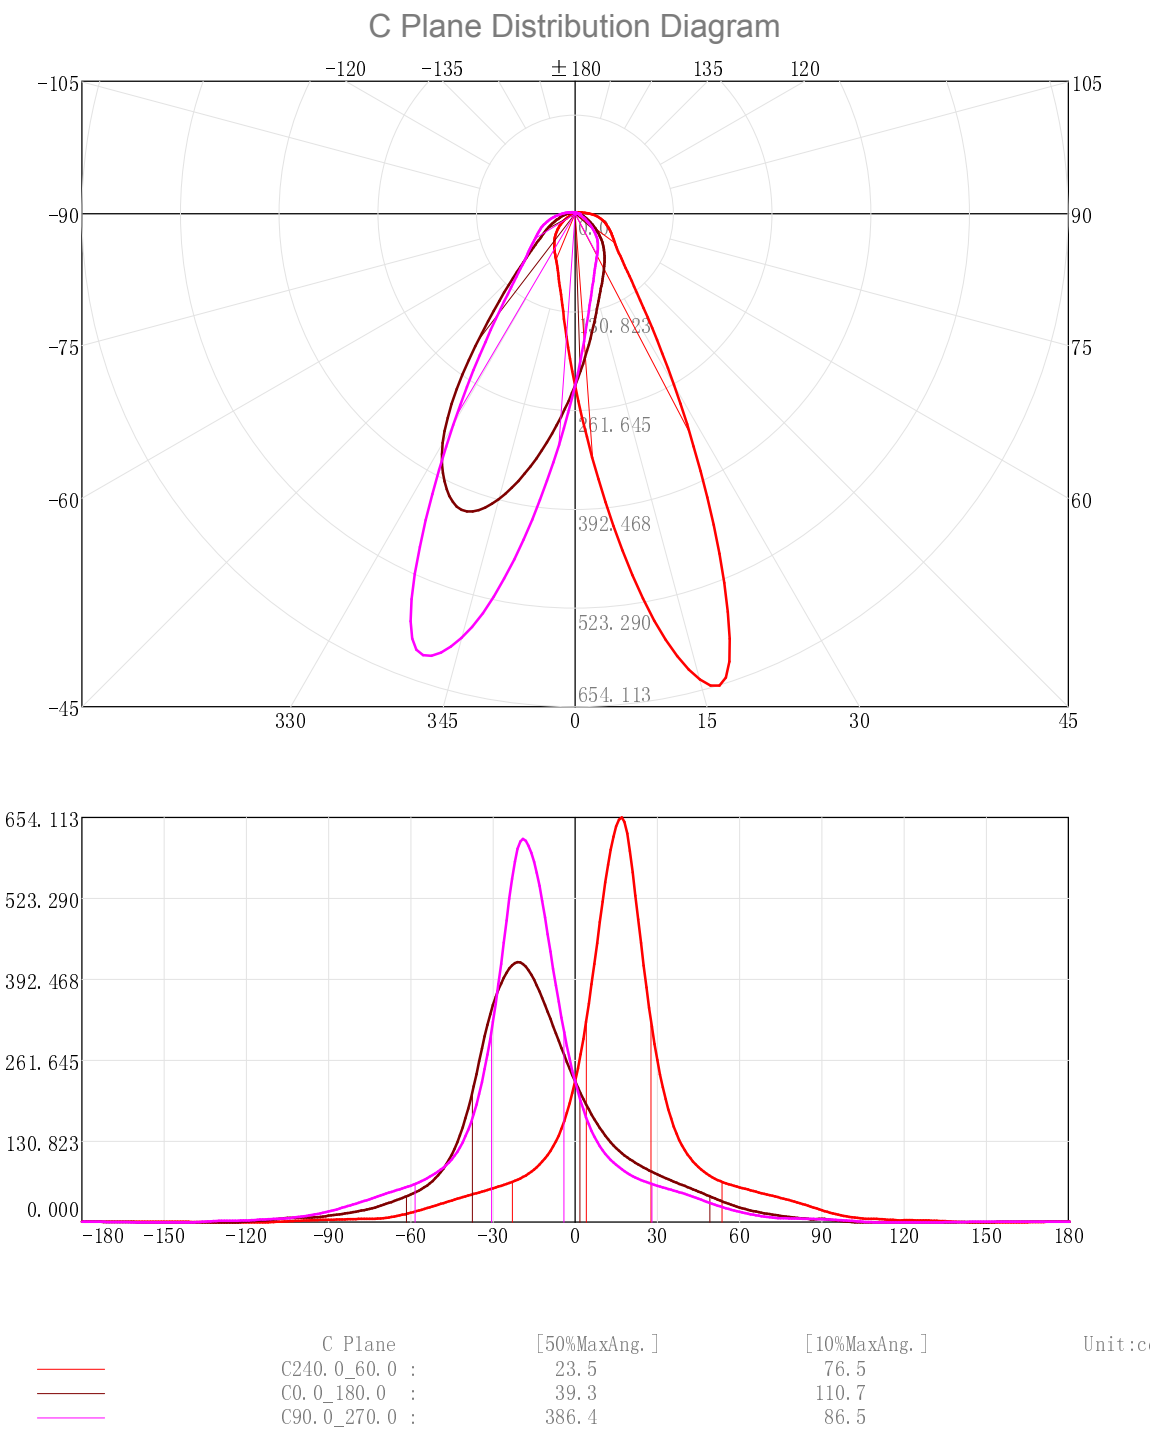 C Plane Distribution Diagram
-120 -135 ±180 135 120
-105 105
-90 90
0.0
130.823
-75 75
261.645
-60 60
392.468
523.290
654.113
-45
330 345 0 15 30 45
654.113
523.290
392.468
261.645
130.823
0.000
-180 -150 -120 -90 -60 -30 0 30 60 90 120 150 180
C Plane [50%MaxAng.] [10%MaxAng.] Unit:c
C240.0_60.0 : 23.5 76.5
C0.0_180.0 : 39.3 110.7
C90.0_270.0 : 386.4 86.5